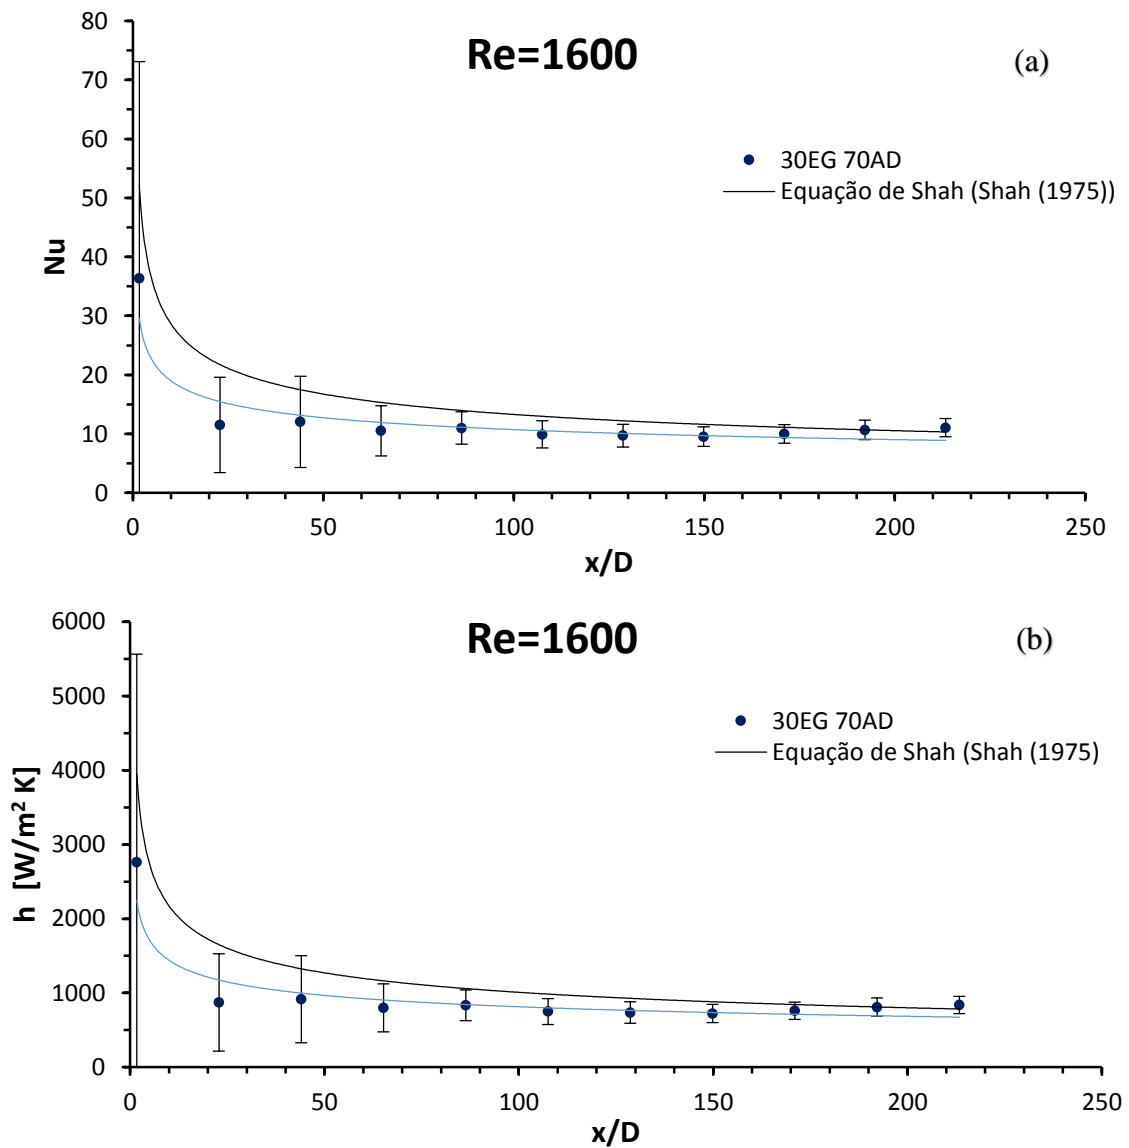 Re=1600
(a)
80
70
60
50
40
30
20
10
0
Nu
30EG 70AD
Equação de Shah (Shah (1975))
0 50 100 150 200 250
x/D
Re=1600
(b)
6000
5000
4000
3000
2000
1000
0
h [W/m² K]
30EG 70AD
Equação de Shah (Shah (1975)
0 50 100 150 200 250
x/D